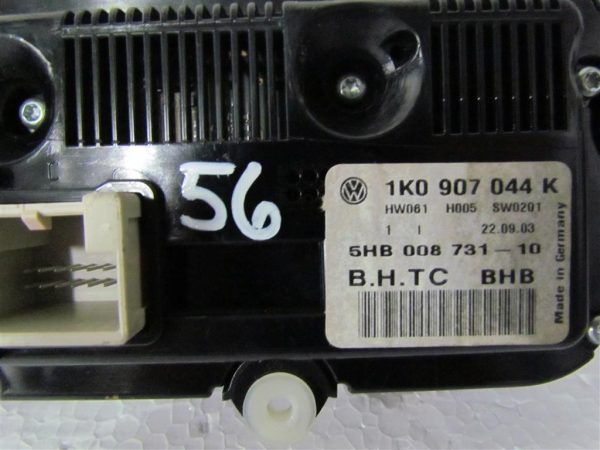 56
1K0 907 044 K
HW061 H005 SW0201
1 I 22.09.03
5HB 008 731-10
B.H.TC BHB
Made in Germany